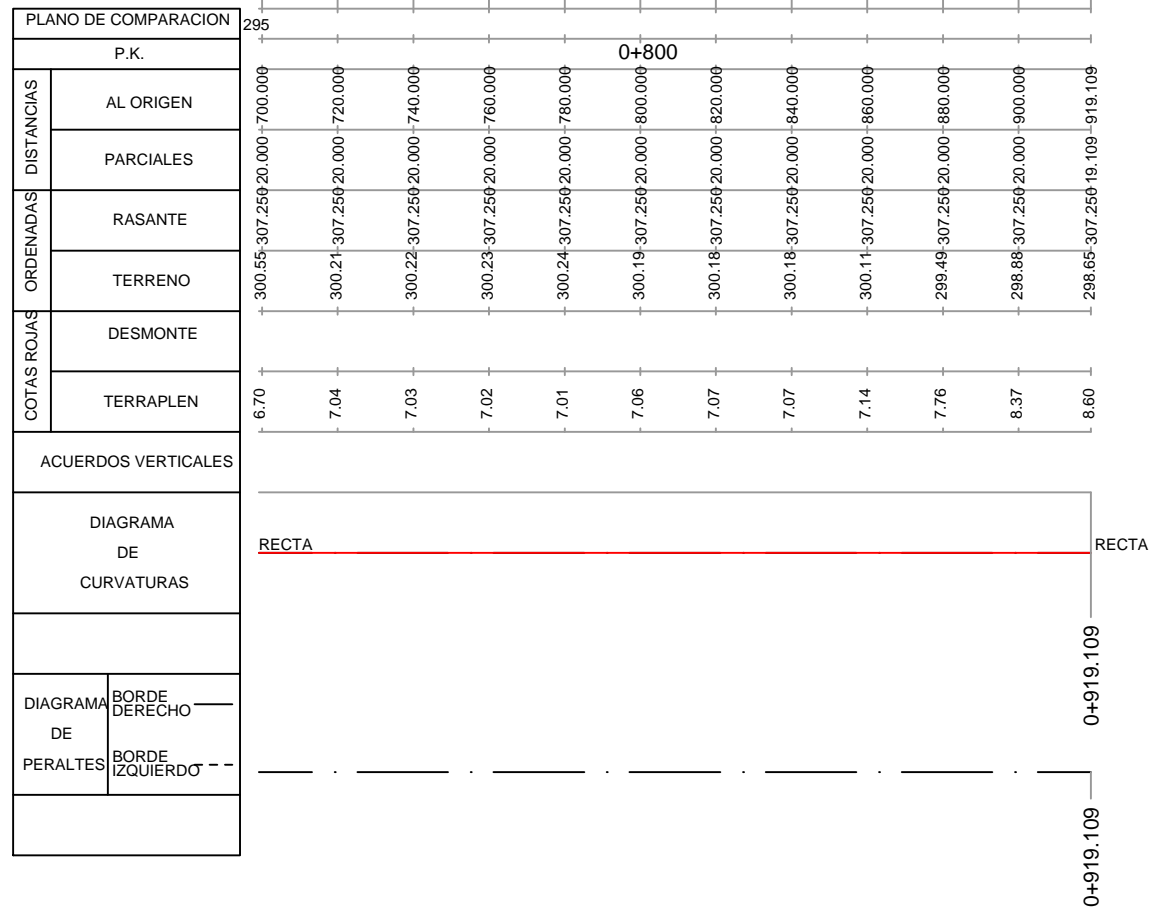 PLANO DE COMPARACION 295
P.K. 0+800
DISTANCIAS
AL ORIGEN 700.000 720.000 740.000 760.000 780.000 800.000 820.000 840.000 860.000 880.000 900.000 919.109
PARCIALES 20.000 20.000 20.000 20.000 20.000 20.000 20.000 20.000 20.000 20.000 20.000 19.109
ORDENADAS
RASANTE 307.250 307.250 307.250 307.250 307.250 307.250 307.250 307.250 307.250 307.250 307.250 307.250
TERRENO 300.55 300.21 300.22 300.23 300.24 300.19 300.18 300.18 300.11 299.49 298.88 298.65
COTAS ROJAS
DESMONTE
TERRAPLEN 6.70 7.04 7.03 7.02 7.01 7.06 7.07 7.07 7.14 7.76 8.37 8.60
ACUERDOS VERTICALES
DIAGRAMA
DE
CURVATURAS
RECTA RECTA
0+919.109
DIAGRAMA
DE
PERALTES
BORDE
DERECHO
BORDE
IZQUIERDO
0+919.109